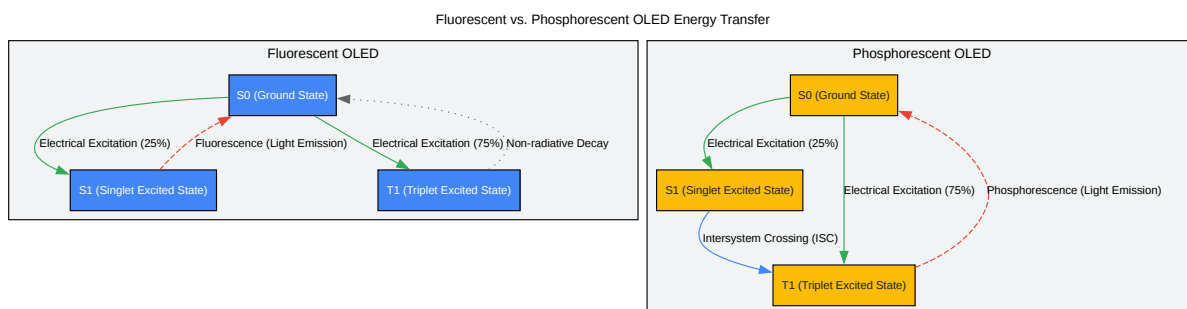 Fluorescent vs. Phosphorescent OLED Energy Transfer
Fluorescent OLED
S0 (Ground State)
Electrical Excitation (25%)
Fluorescence (Light Emission)
Electrical Excitation (75%)
Non-radiative Decay
S1 (Singlet Excited State)
T1 (Triplet Excited State)
Phosphorescent OLED
S0 (Ground State)
Electrical Excitation (25%)
S1 (Singlet Excited State)
Electrical Excitation (75%)
Phosphorescence (Light Emission)
Intersystem Crossing (ISC)
T1 (Triplet Excited State)